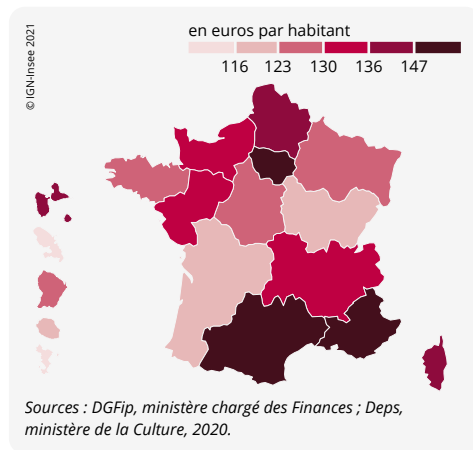 en euros par habitant
116 123 130 136 147
© IGN-Insee 2021
Sources : DGFip, ministère chargé des Finances ; Deps,
ministère de la Culture, 2020.